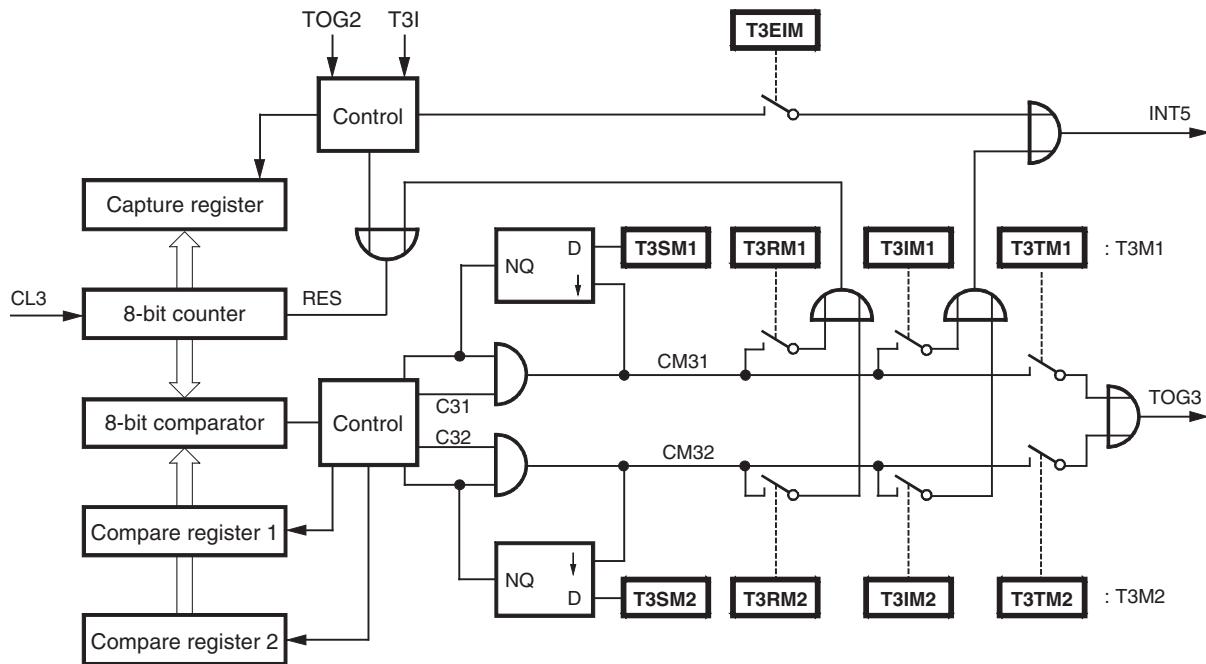 TOG2 T3I
T3EIM
Control
INT5
Capture register
D T3SM1 T3RM1 T3IM1 T3TM1 : T3M1
NQ
CL3 8-bit counter RES
CM31
C31
8-bit comparator Control TOG3
C32
CM32
Compare register 1
NQ
D T3SM2 T3RM2 T3IM2 T3TM2 : T3M2
Compare register 2